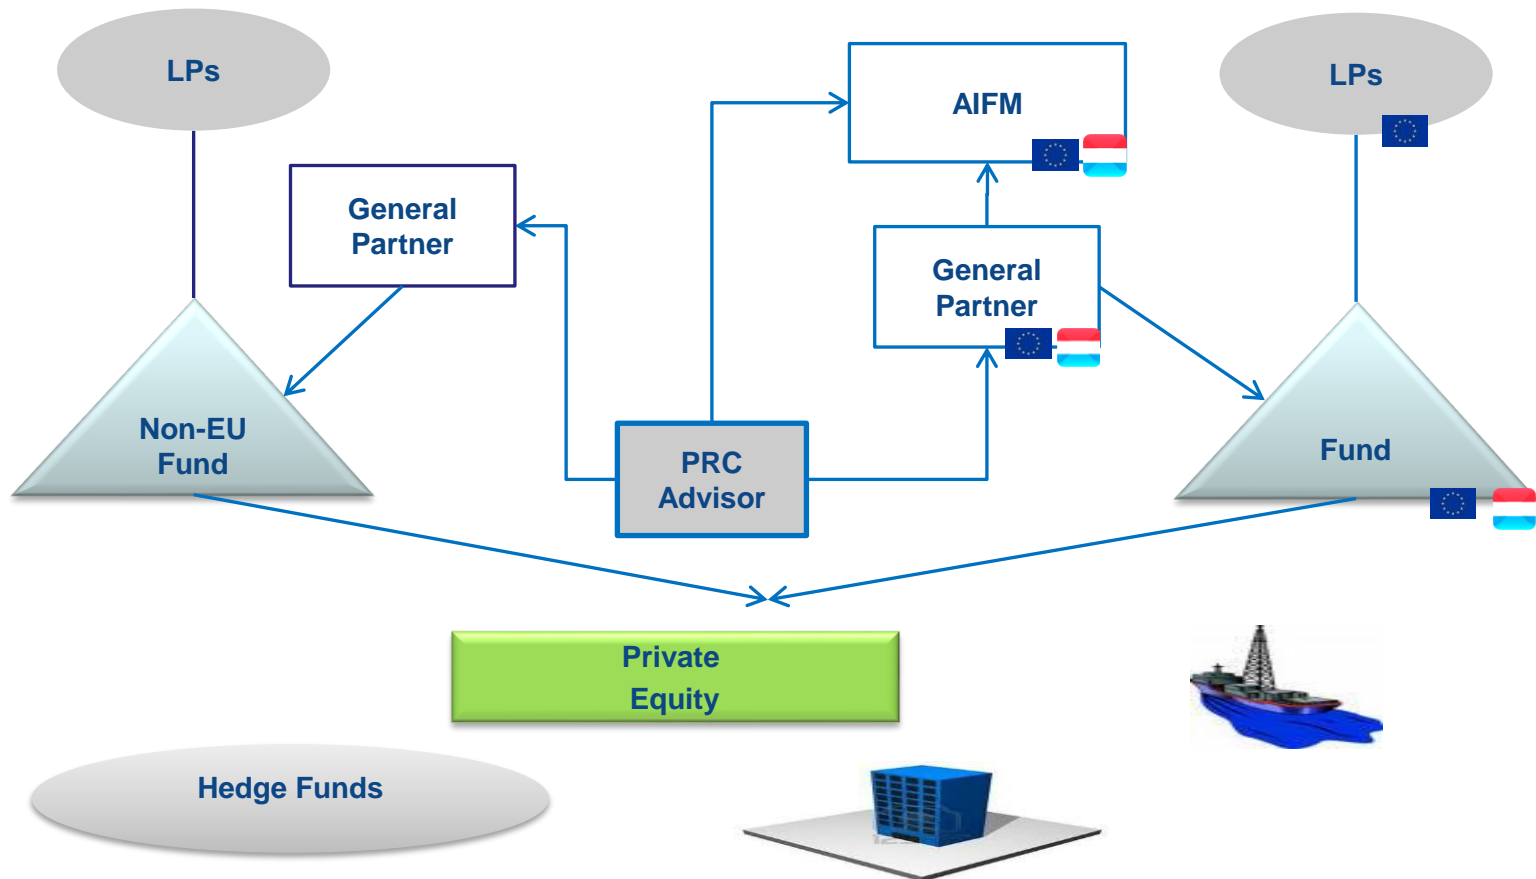 LPs
LPs
AIFM
General
Partner
General
Partner
Non-EU
Fund
PRC
Advisor
Fund
Private
Equity
Hedge Funds